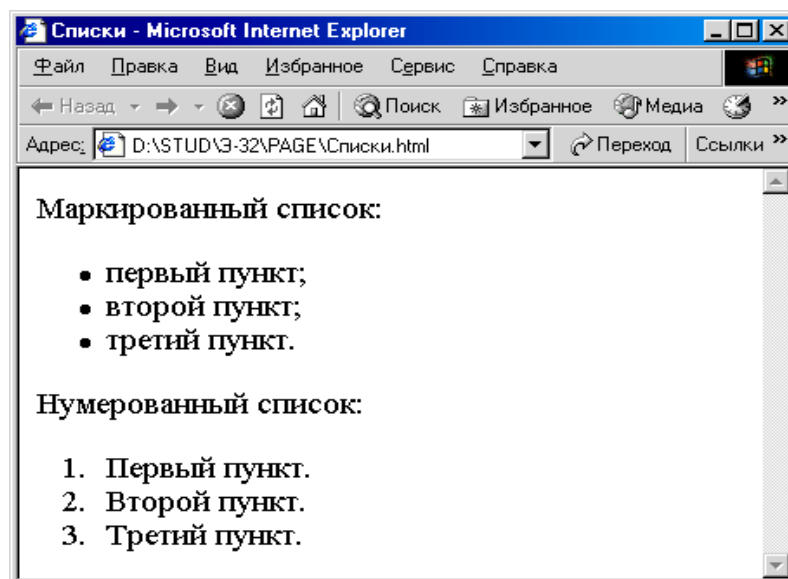 Списки - Microsoft Internet Explorer
Файл Правка Вид Избранное Сервис Справка
Назад Поиск Избранное Медиа »
Адрес: D:\STUD\Э-32\PAGE\Списки.html Переход Ссылки »
Маркированный список:
• первый пункт;
• второй пункт;
• третий пункт.
Нумерованный список:
1. Первый пункт.
2. Второй пункт.
3. Третий пункт.